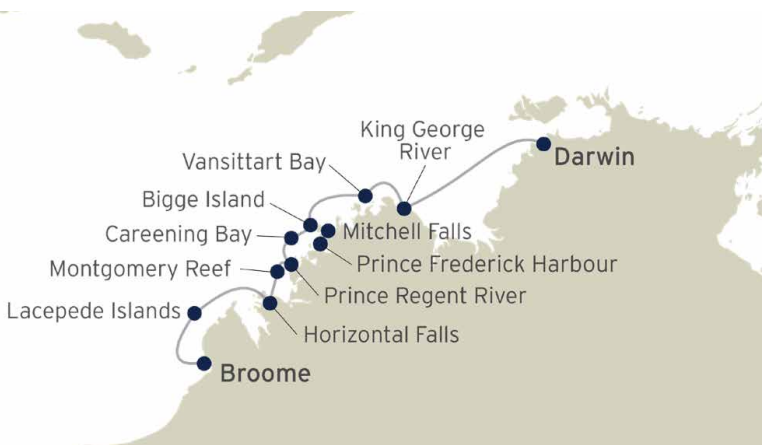 King George
River
Darwin
Vansittart Bay
Bigge Island
Mitchell Falls
Careening Bay
Prince Frederick Harbour
Montgomery Reef
Prince Regent River
Lacepede Islands
Horizontal Falls
Broome